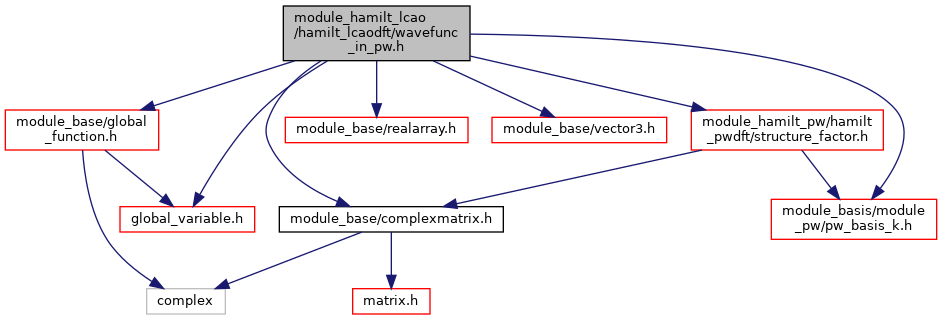 module_hamilt_lcao
/hamilt_lcaodft/wavefunc
_in_pw.h
module_base/global
_function.h
module_base/realarray.h
module_base/vector3.h
module_hamilt_pw/hamilt
_pwdft/structure_factor.h
global_variable.h
module_base/complexmatrix.h
module_basis/module
_pw/pw_basis_k.h
complex
matrix.h